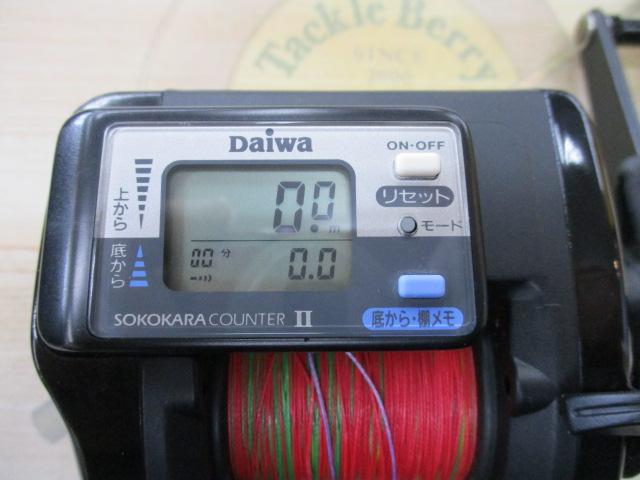 Tackle Berry
SINCE
Daiwa
ON・OFF
上から
0.0 m
リセット
モード
底から
00 分
0.0
SOKOKARA COUNTER II
底から・棚メモ